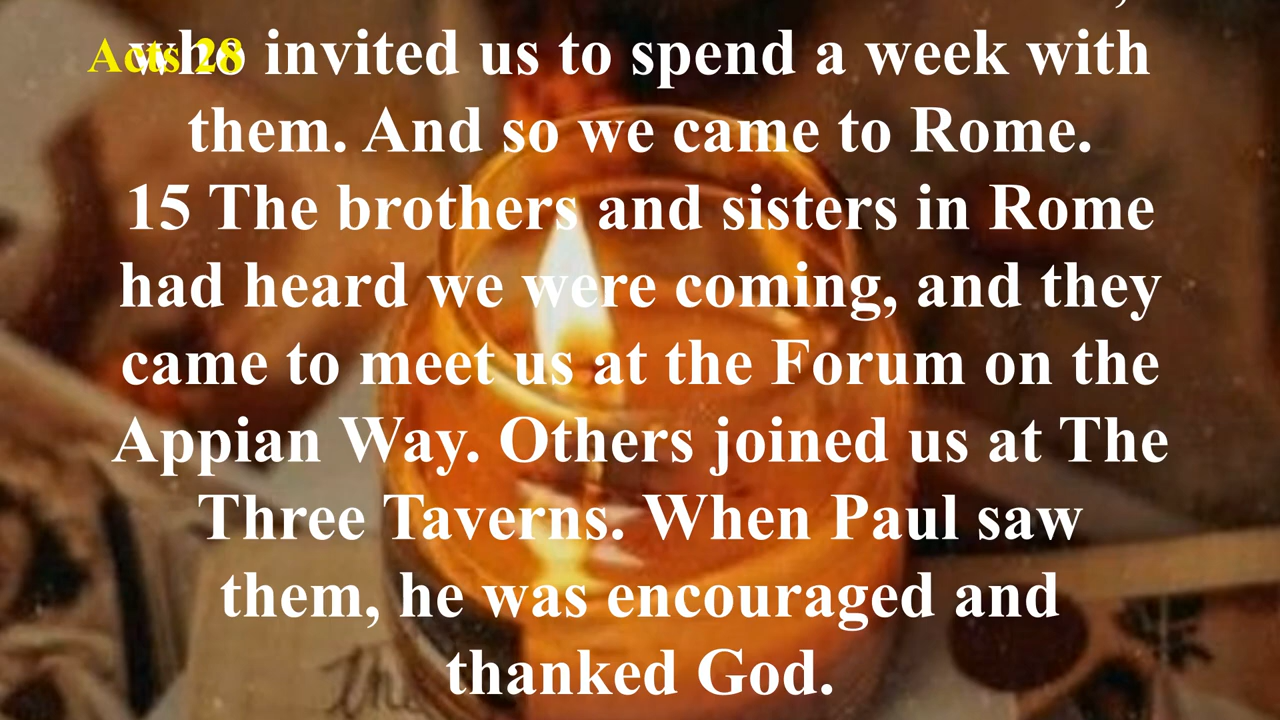 Acts 28
who invited us to spend a week with
them. And so we came to Rome.
15 The brothers and sisters in Rome
had heard we were coming, and they
came to meet us at the Forum on the
Appian Way. Others joined us at The
Three Taverns. When Paul saw
them, he was encouraged and
thanked God.
the